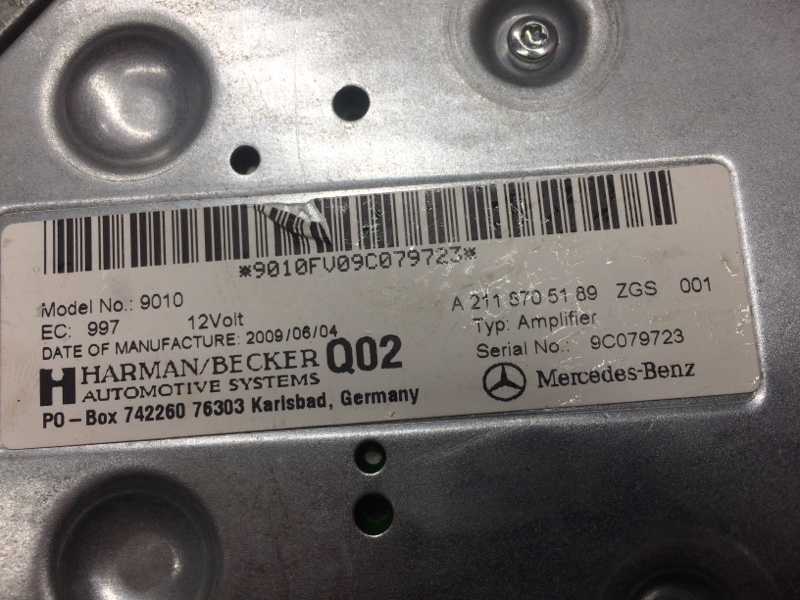 *9010FV09C079723*
Model No.: 9010
EC: 997 12Volt
DATE OF MANUFACTURE: 2009/06/04
HARMAN/BECKER
AUTOMOTIVE SYSTEMS
Q02
PO-Box 742260 76303 Karlsbad, Germany
A 211 870 51 89 ZGS 001
Typ: Amplifier
Serial No.: 9C079723
Mercedes-Benz